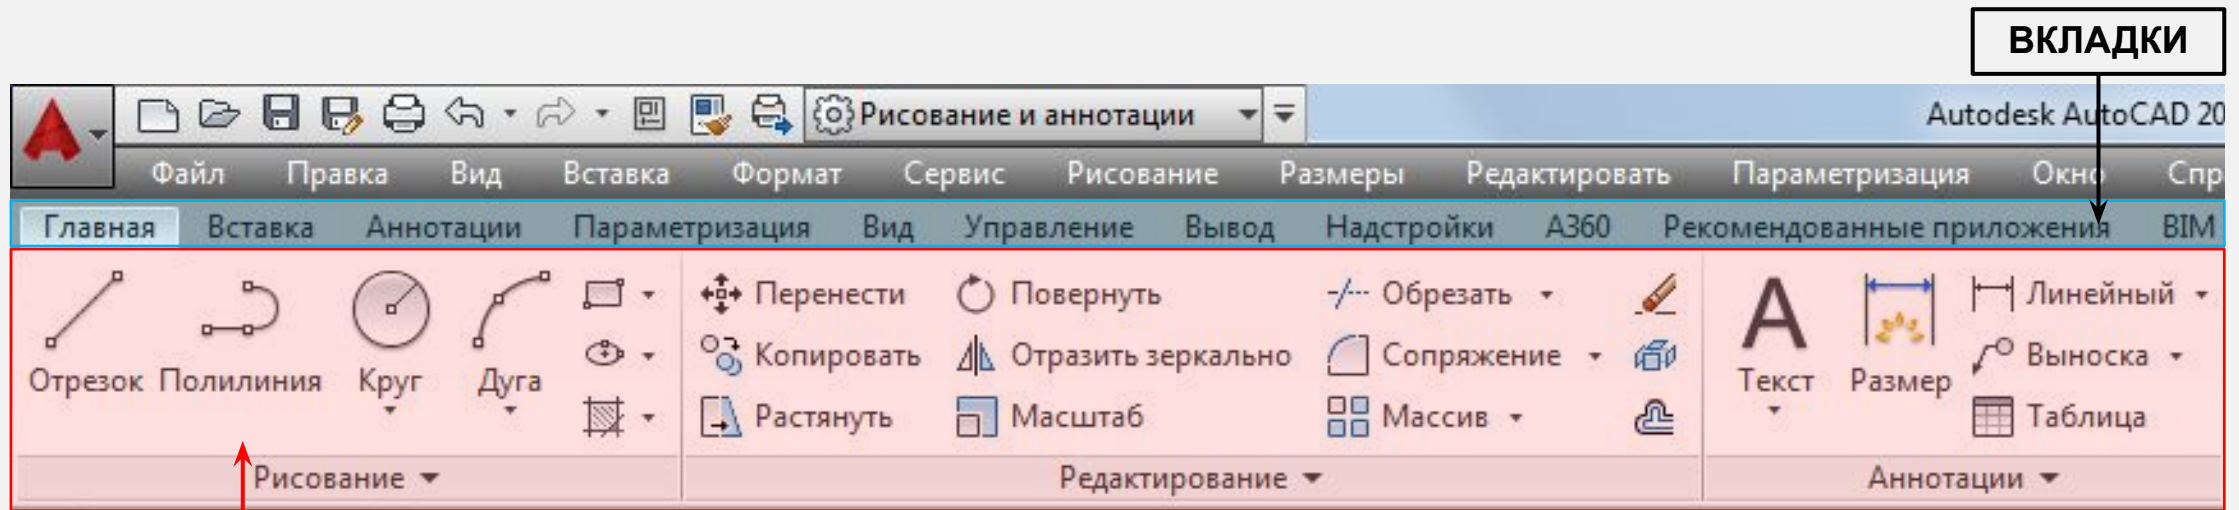 ВКЛАДКИ
Рисование и аннотации Autodesk AutoCAD 20
Файл Правка Вид Вставка Формат Сервис Рисование Размеры Редактировать Параметризация Окно Спр
Главная Вставка Аннотации Параметризация Вид Управление Вывод Надстройки A360 Рекомендованные приложения BIM
Перенести Повернуть Обрезать Линейный
Копировать Отразить зеркально Сопряжение Выноска
Отрезок Полилиния Круг Дуга Текст Размер
Растянуть Масштаб Массив Таблица
Рисование Редактирование Аннотации